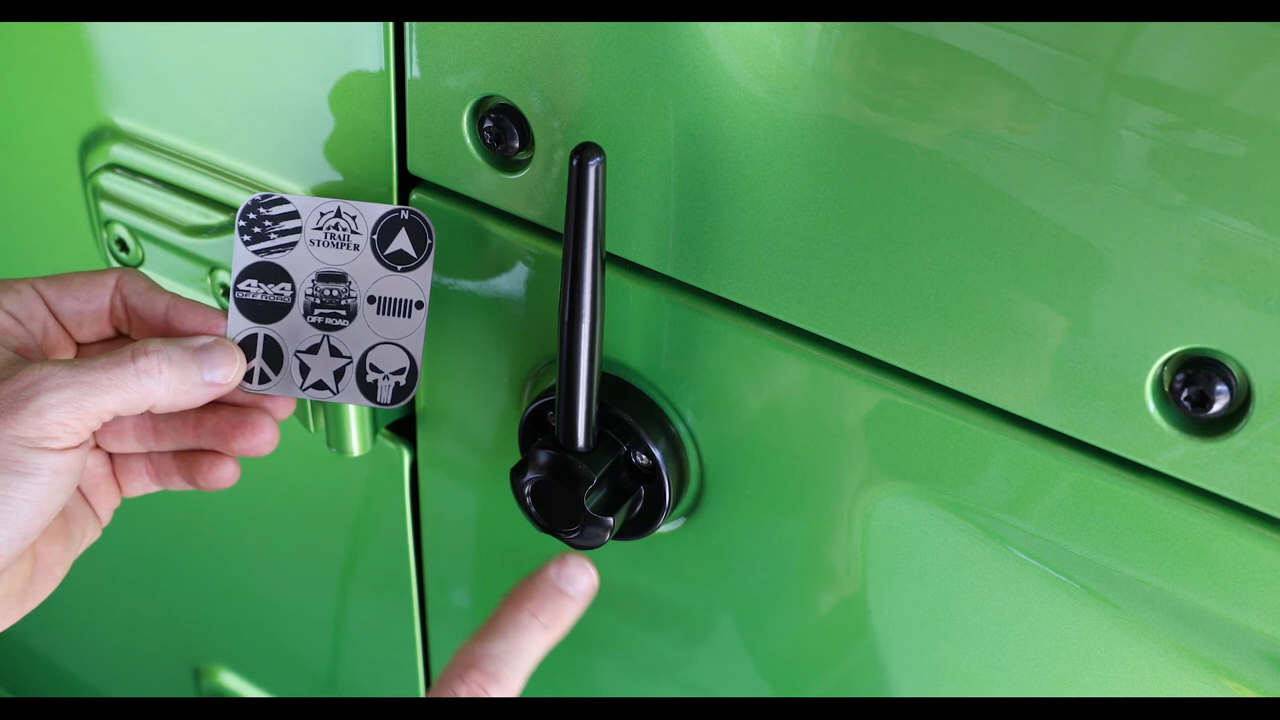 TRAIL
STOMPER
N
4x4
OFF ROAD
OFF ROAD